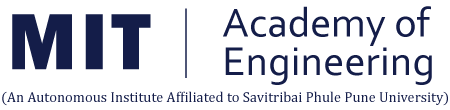 MIT
Academy of
Engineering
(An Autonomous Institute Affiliated to Savitribai Phule Pune University)